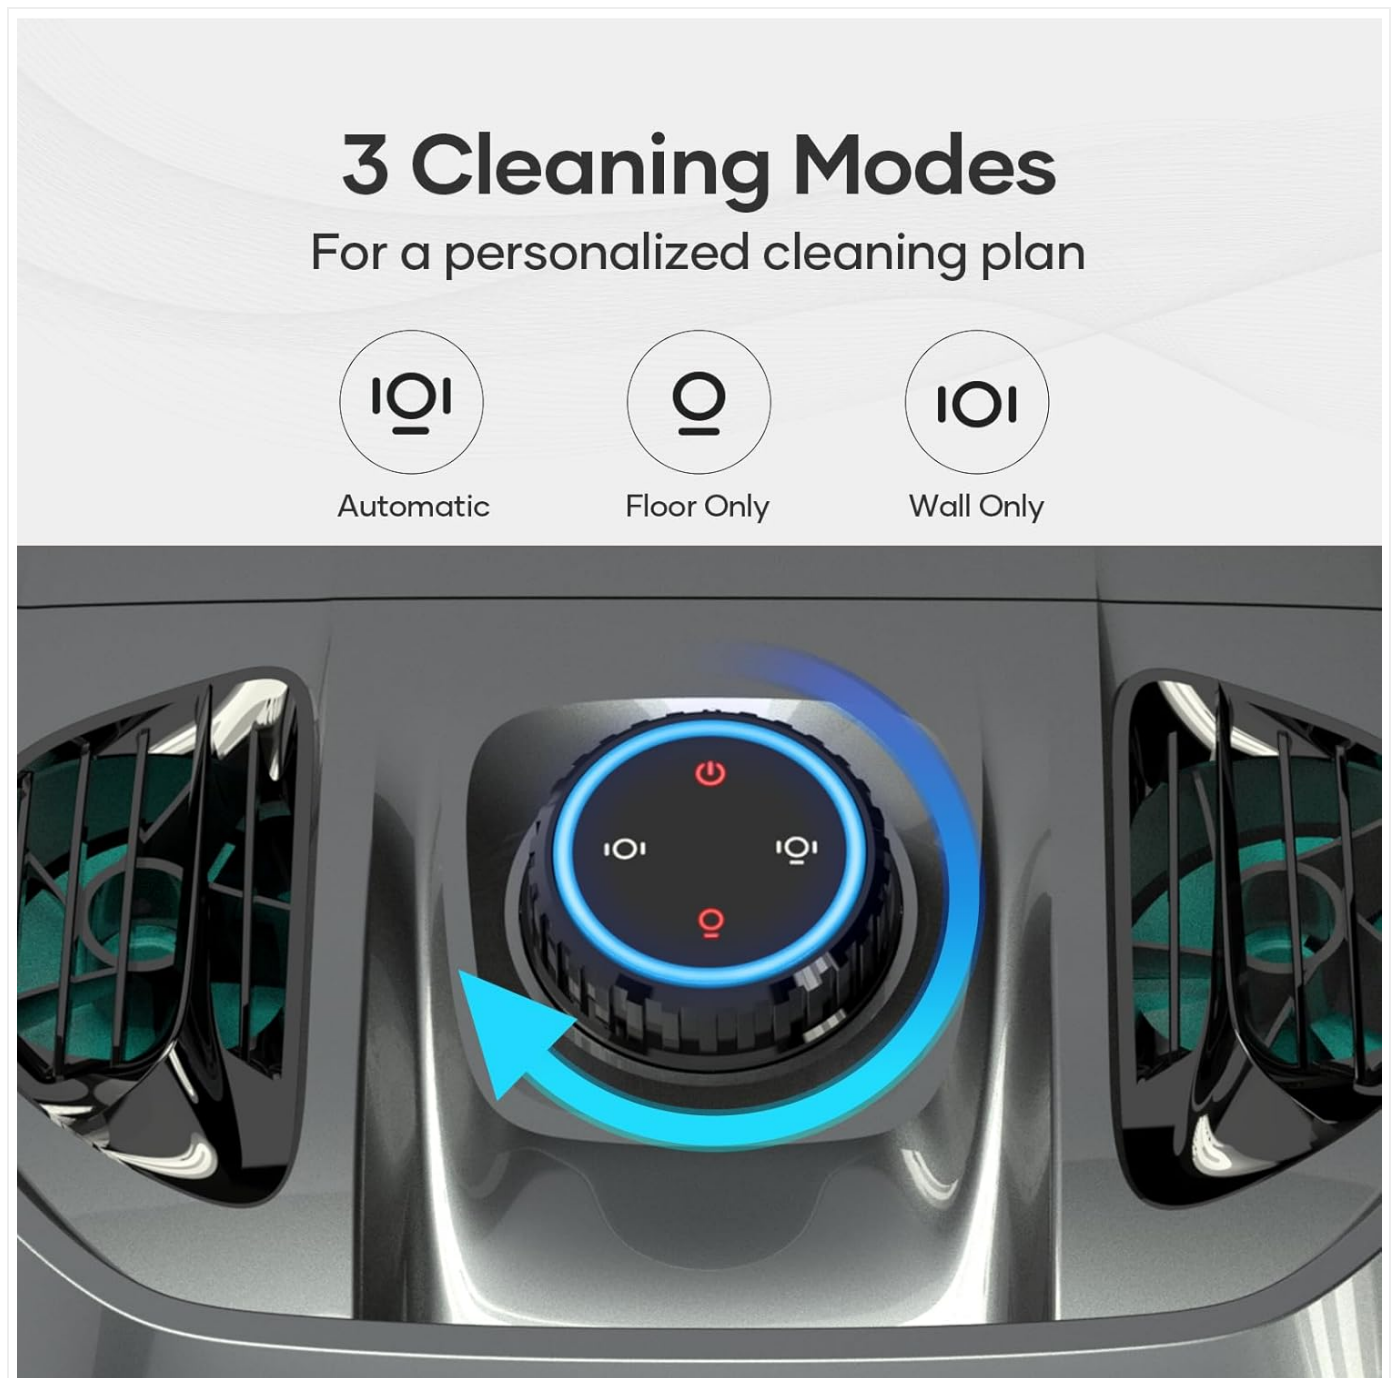 3 Cleaning Modes
For a personalized cleaning plan
Automatic
Floor Only
Wall Only